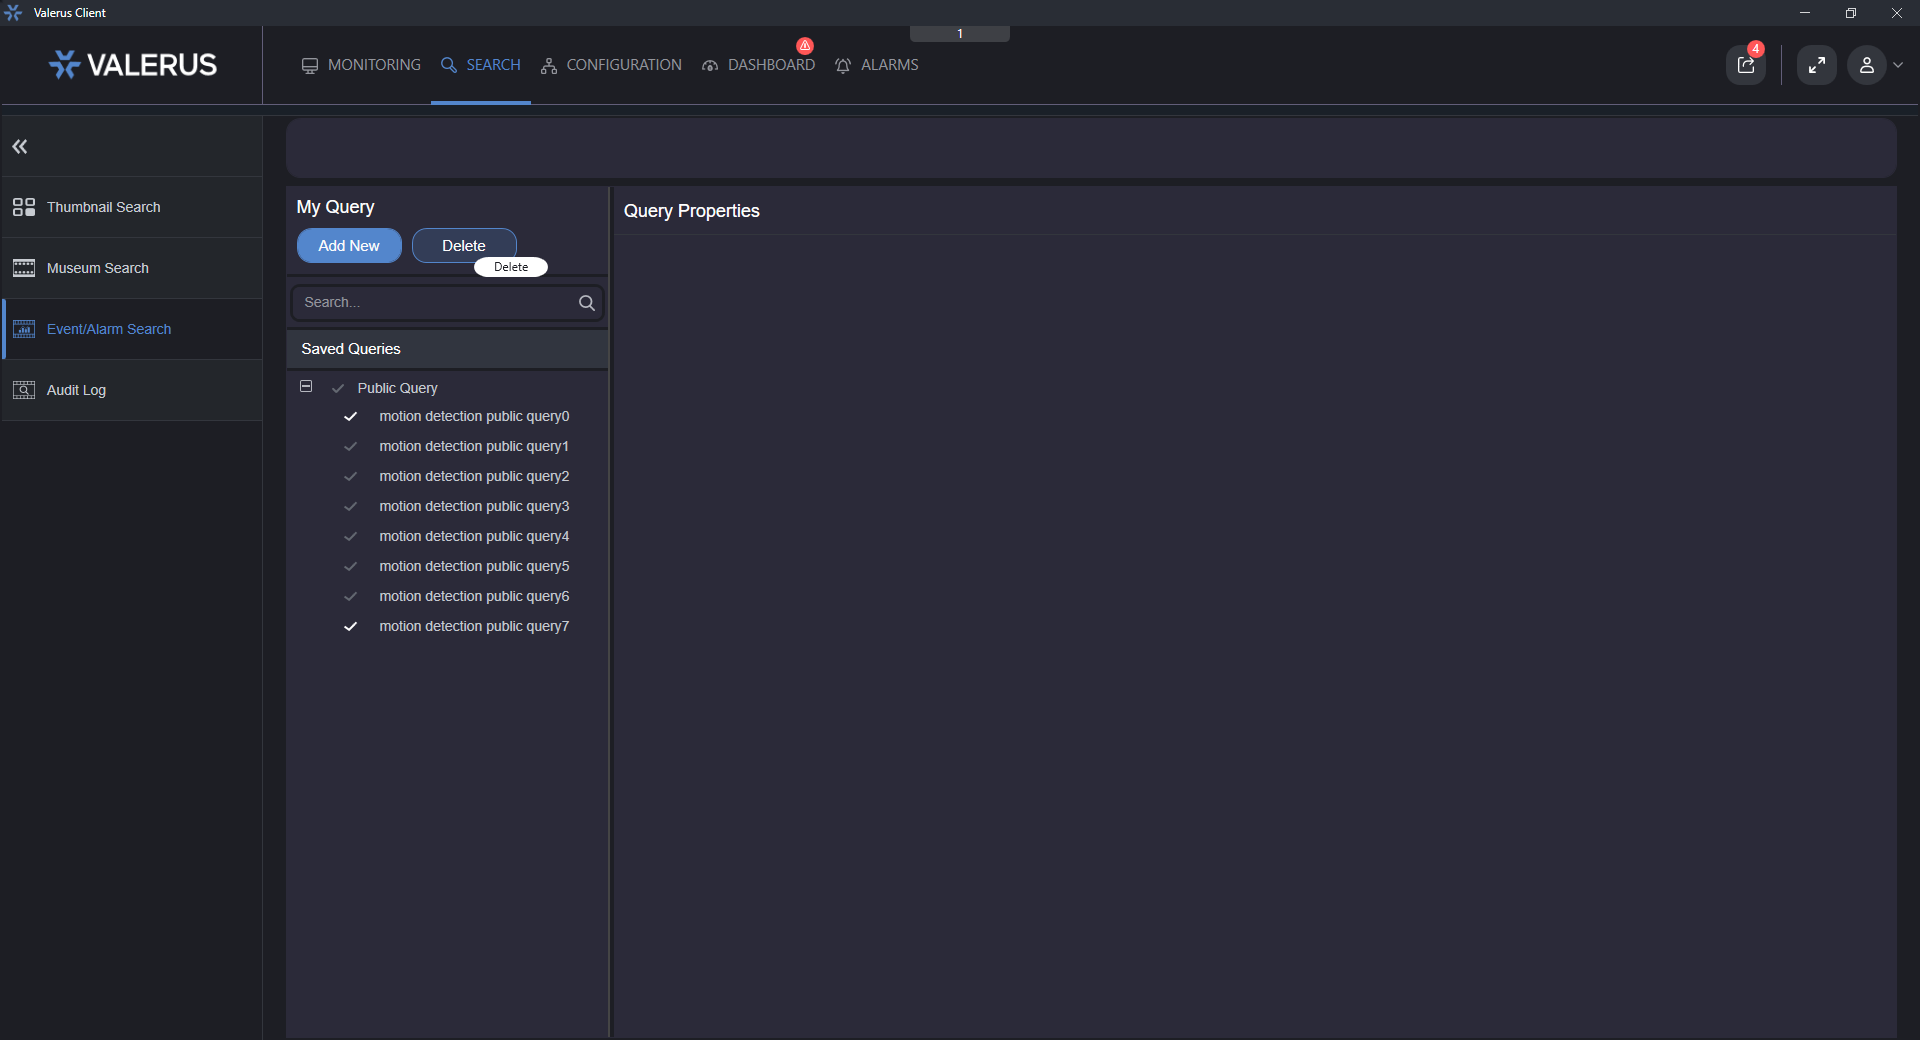 Valerus Client
1
VALERUS
MONITORING
SEARCH
CONFIGURATION
DASHBOARD
ALARMS
4
Thumbnail Search
Museum Search
Event/Alarm Search
Audit Log
My Query
Add New
Delete
Delete
Search...
Saved Queries
Public Query
motion detection public query0
motion detection public query1
motion detection public query2
motion detection public query3
motion detection public query4
motion detection public query5
motion detection public query6
motion detection public query7
Query Properties